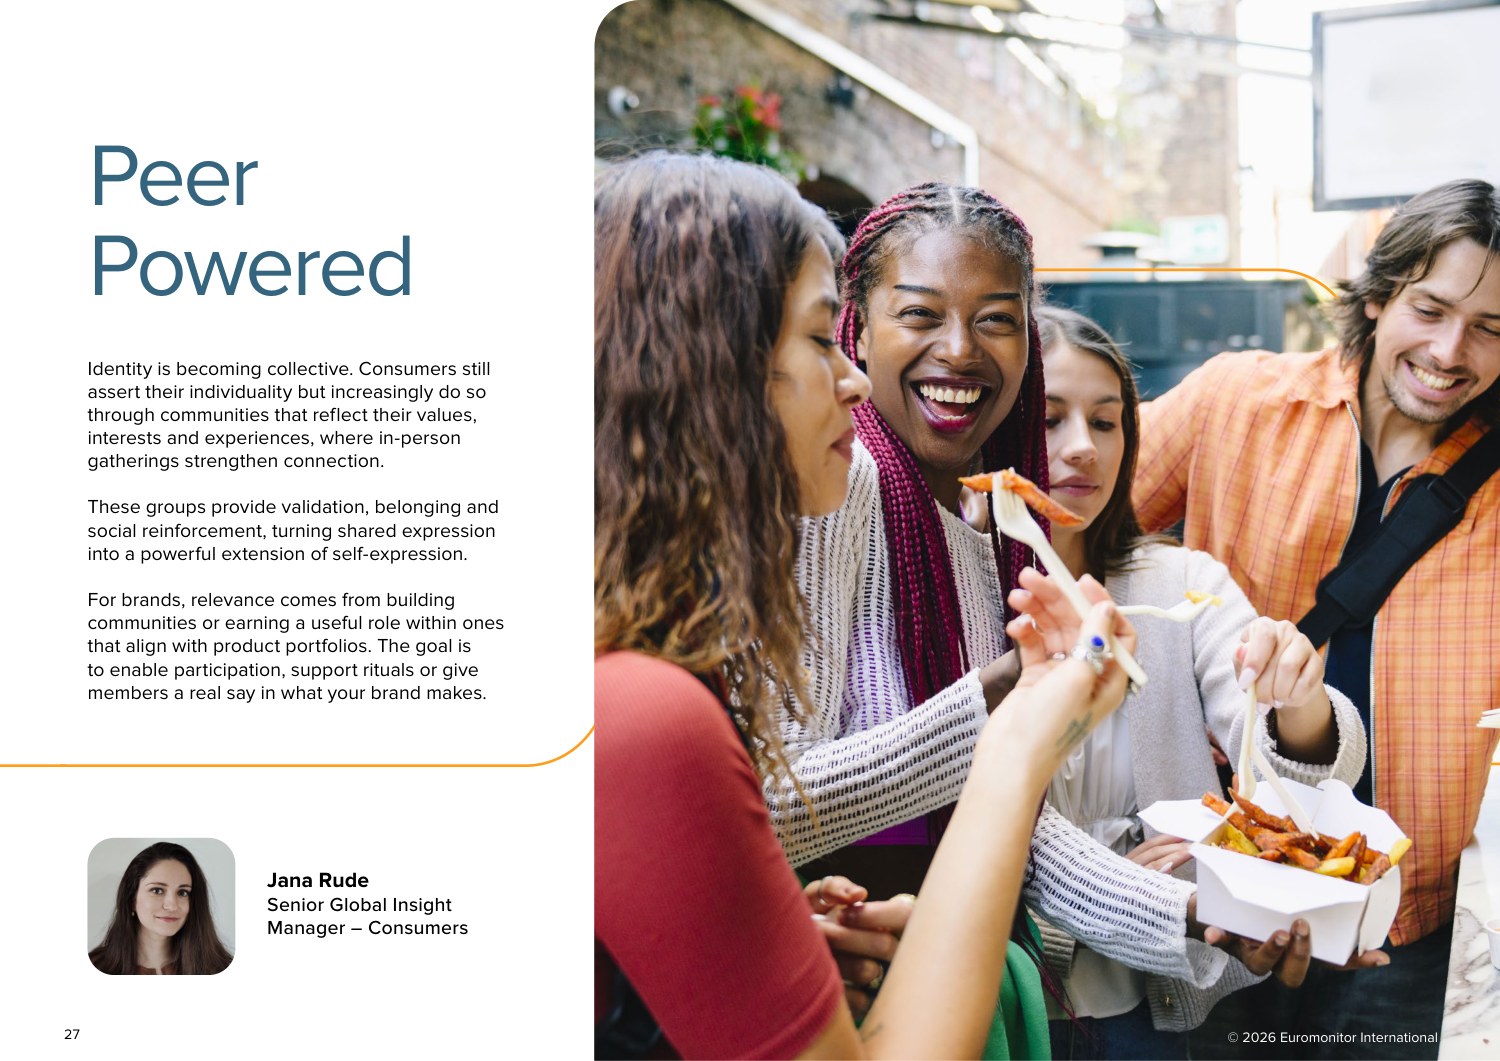 Peer
Powered
Identity is becoming collective. Consumers still
assert their individuality but increasingly do so
through communities that reflect their values,
interests and experiences, where in-person
gatherings strengthen connection.
These groups provide validation, belonging and
social reinforcement, turning shared expression
into a powerful extension of self-expression.
For brands, relevance comes from building
communities or earning a useful role within ones
that align with product portfolios. The goal is
to enable participation, support rituals or give
members a real say in what your brand makes.
Jana Rude
Senior Global Insight
Manager – Consumers
27
© 2026 Euromonitor International